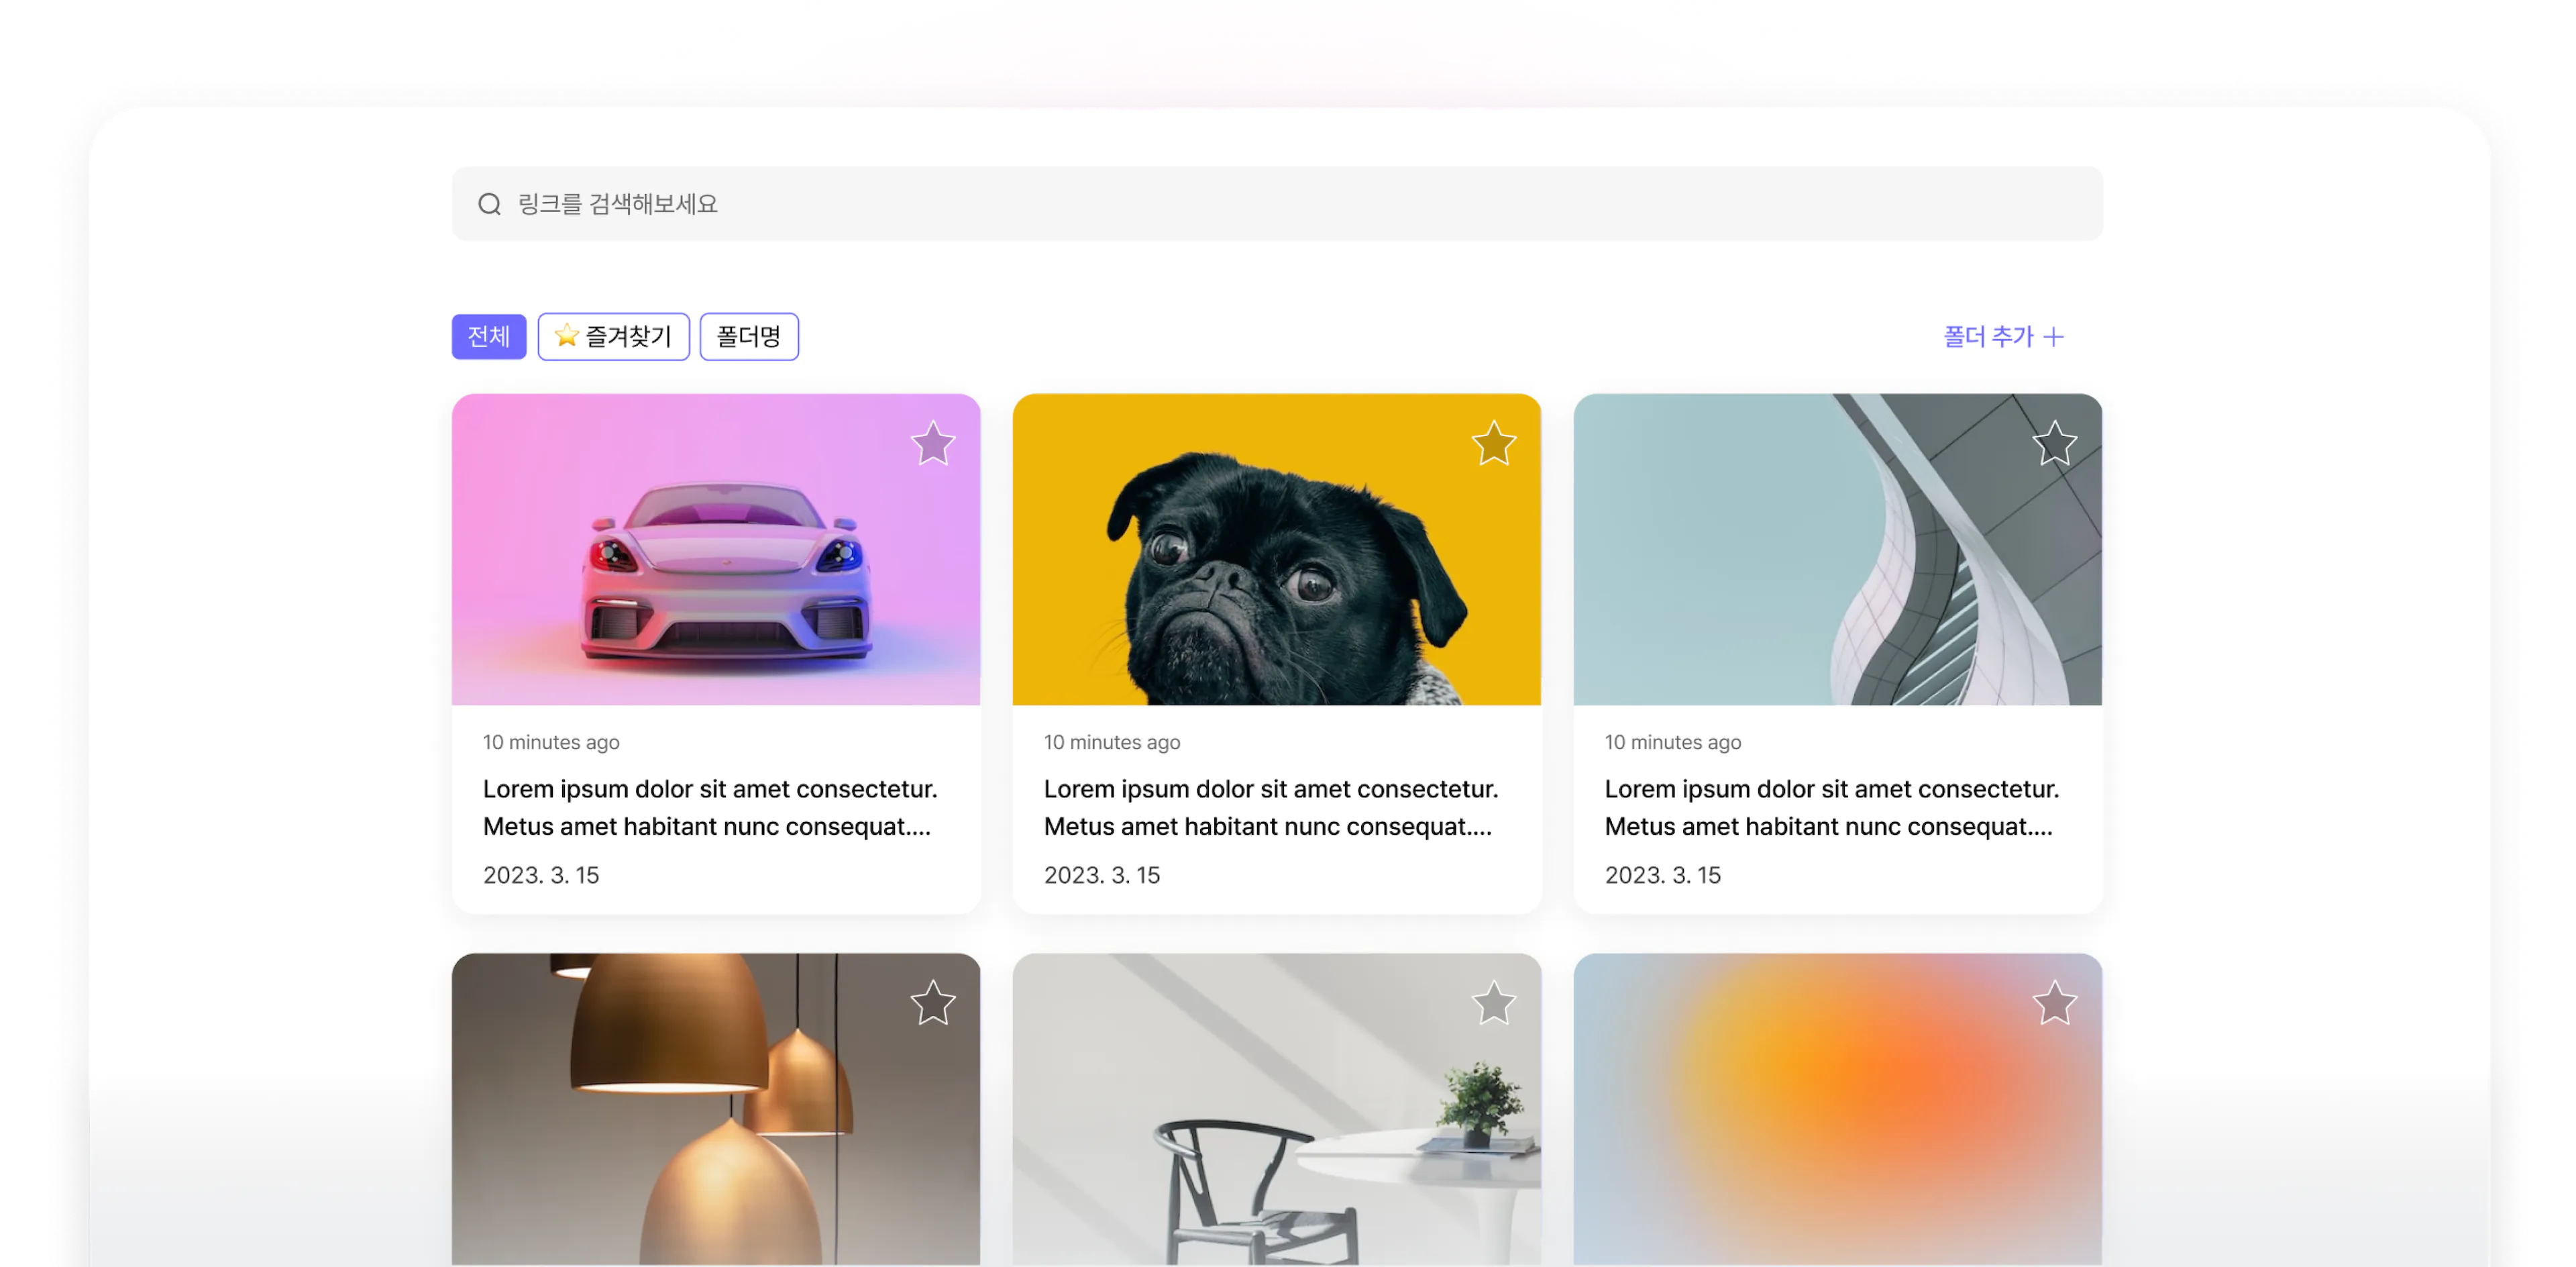 링크를 검색해보세요
전체
⭐ 즐겨찾기
폴더명
폴더 추가 +
10 minutes ago
Lorem ipsum dolor sit amet consectetur.
Metus amet habitant nunc consequat....
2023. 3. 15
10 minutes ago
Lorem ipsum dolor sit amet consectetur.
Metus amet habitant nunc consequat....
2023. 3. 15
10 minutes ago
Lorem ipsum dolor sit amet consectetur.
Metus amet habitant nunc consequat....
2023. 3. 15